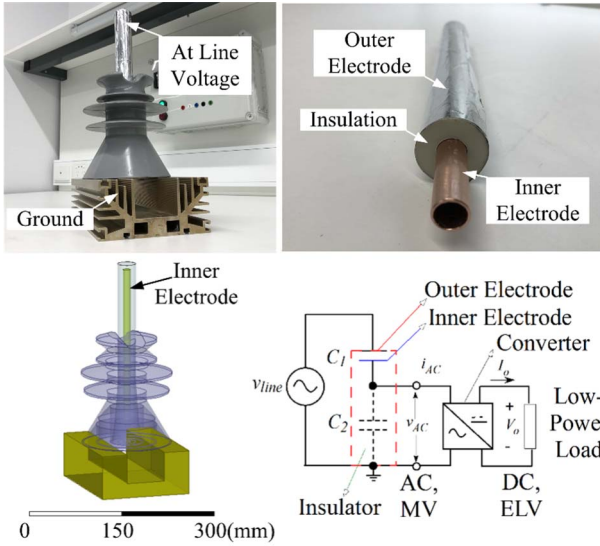 At Line
Voltage
Ground
Outer
Electrode
Insulation
Inner
Electrode
Inner
Electrode
0 150 300(mm)
Outer Electrode
Inner Electrode
Converter
C1
iAC
Io
vline
C2
vAC
+
Vo
-
Low-
Power
Load
Insulator
AC,
MV
DC,
ELV